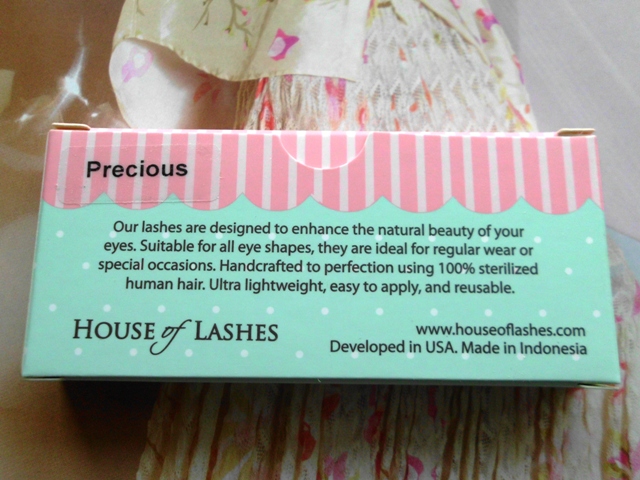 Precious
Our lashes are designed to enhance the natural beauty of your
eyes. Suitable for all eye shapes, they are ideal for regular wear or
special occasions. Handcrafted to perfection using 100% sterilized
human hair. Ultra lightweight, easy to apply, and reusable.
HOUSE of LASHES
www.houseoflashes.com
Developed in USA. Made in Indonesia